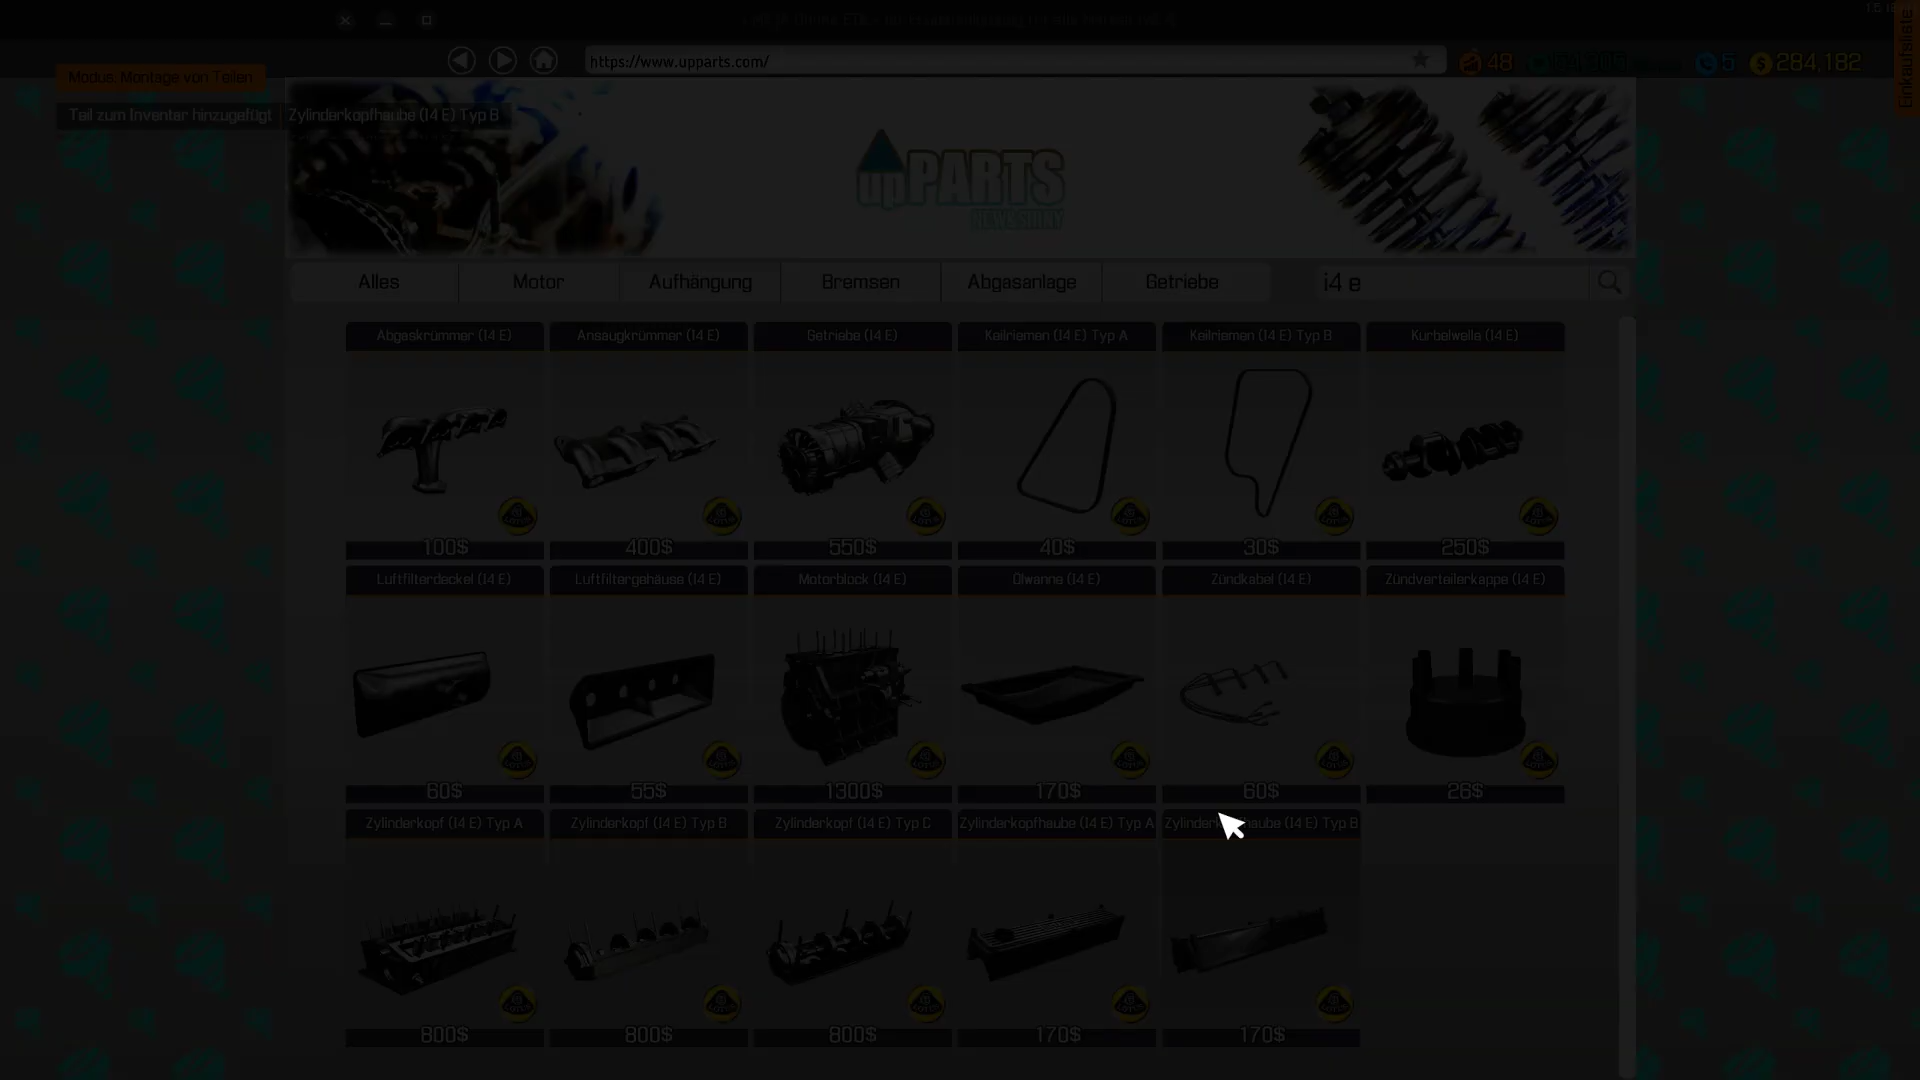 https://www.upparts.com/
48
5
284,182
Modus: Montage von Teilen
Einkaufsliste:
Teil zum Inventar hinzugefügt
Zylinderkopfhaube (I4 E) Typ B
upPARTS
NEW&SHINY
Alles
Motor
Aufhängung
Bremsen
Abgasanlage
Getriebe
i4 e
Abgaskrümmer (I4 E)
Ansaugkrümmer (I4 E)
Getriebe (I4 E)
Keilriemen (I4 E) Typ A
Keilriemen (I4 E) Typ B
Kurbelwelle (I4 E)
100$
400$
550$
40$
30$
250$
Luftfilterdeckel (I4 E)
Luftfiltergehäuse (I4 E)
Motorblock (I4 E)
Ölwanne (I4 E)
Zündkabel (I4 E)
Zündverteilerkappe (I4 E)
60$
55$
1300$
170$
60$
26$
Zylinderkopf (I4 E) Typ A
Zylinderkopf (I4 E) Typ B
Zylinderkopf (I4 E) Typ C
Zylinderkopfhaube (I4 E) Typ A
(I4 E) Typ B
800$
800$
800$
170$
170$